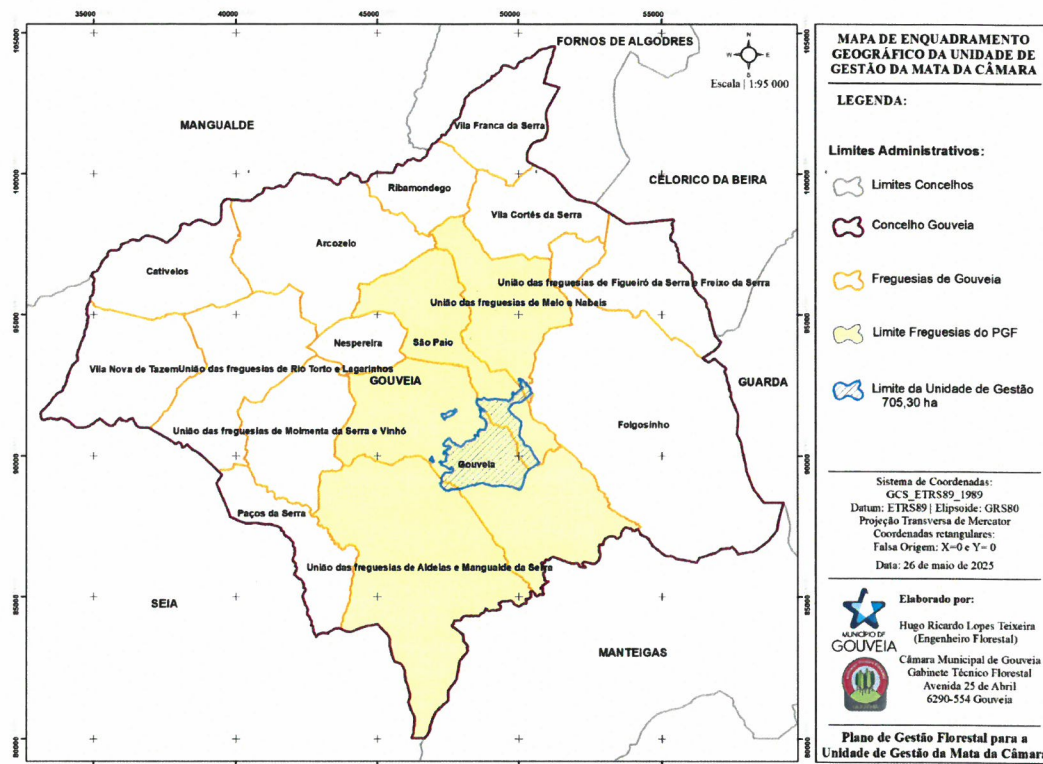 35000 40000 45000 50000 55000
105000
100000
95000
90000
85000
80000
105000
100000
95000
90000
85000
80000
FORNOS DE ALGODRES
N
W E
S
Escala | 1:95 000
MANGUALDE
Vila Franca da Serra
CELORICO DA BEIRA
Ribamondego
Vila Cortês da Serra
Arcozelo
Cativelos
União das freguesias de Figueiró da Serra e Freixo da Serra
União das freguesias de Melo e Nabais
Nespereira
São Paio
Vila Nova de Tazem
União das freguesias de Rio Torto e Lagarinhos
GOUVEIA
GUARDA
Folgosinho
União das freguesias de Moimenta da Serra e Vinhó
Gouveia
Paços da Serra
União das freguesias de Aldeias e Mangualde da Serra
SEIA
MANTEIGAS
MAPA DE ENQUADRAMENTO
GEOGRÁFICO DA UNIDADE DE
GESTÃO DA MATA DA CÂMARA
LEGENDA:
Limites Administrativos:
Limites Concelhos
Concelho Gouveia
Freguesias de Gouveia
Limite Freguesias do PGF
Limite da Unidade de Gestão
705,30 ha
Sistema de Coordenadas:
GCS_ETRS89_1989
Datum: ETRS89 | Elipsoide: GRS80
Projeção Transversa de Mercator
Coordenadas retangulares:
Falsa Origem: X=0 e Y= 0
Data: 26 de maio de 2025
MUNICÍPIO DE
GOUVEIA
Elaborado por:
Hugo Ricardo Lopes Teixeira
(Engenheiro Florestal)
Câmara Municipal de Gouveia
Gabinete Técnico Florestal
Avenida 25 de Abril
6290-554 Gouveia
Plano de Gestão Florestal para a
Unidade de Gestão da Mata da Câmara